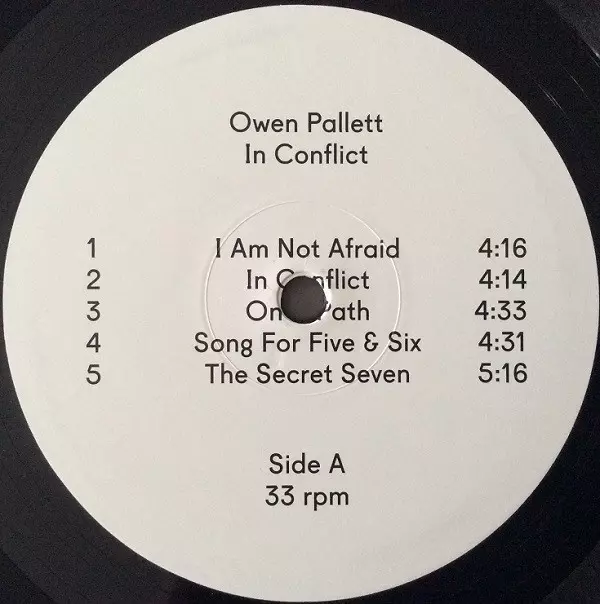 Owen Pallett
In Conflict
1 I Am Not Afraid 4:16
2 In Conflict 4:14
3 On Path 4:33
4 Song For Five & Six 4:31
5 The Secret Seven 5:16
Side A
33 rpm